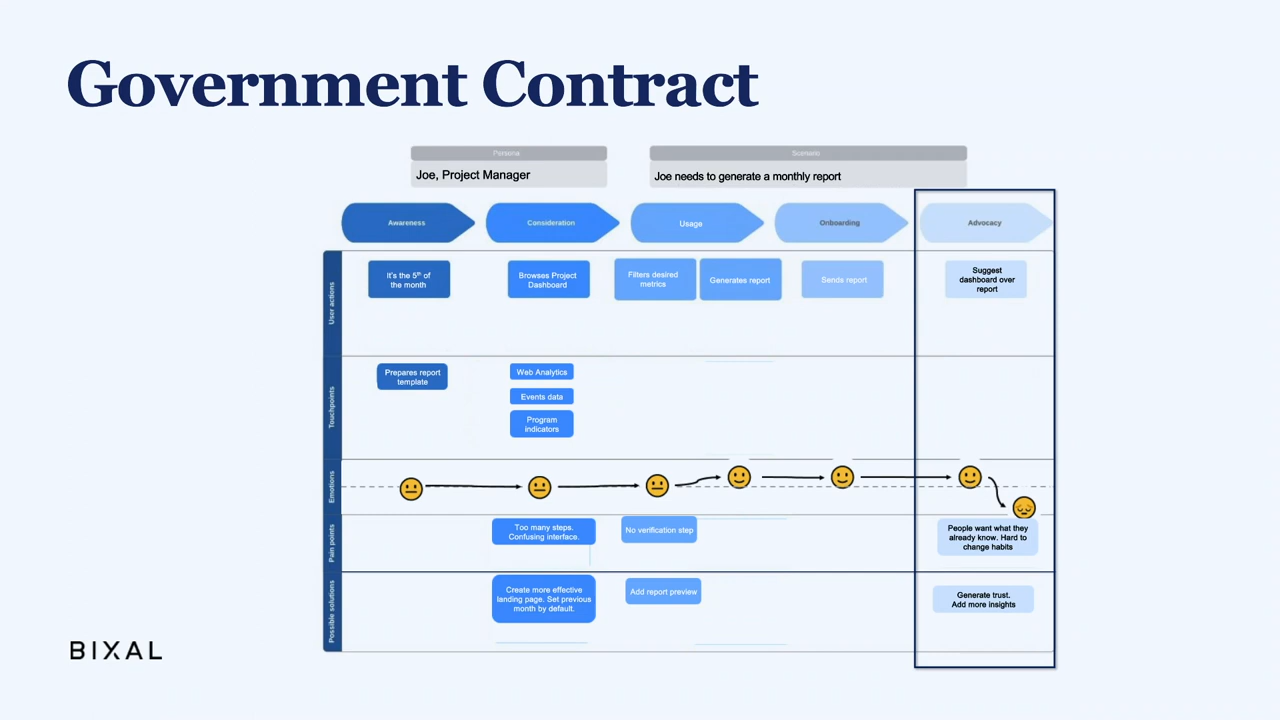 Government Contract
Persona
Joe, Project Manager
Scenario
Joe needs to generate a monthly report
Awareness
Consideration
Usage
Onboarding
Advocacy
User actions
It's the 5th of
the month
Browses Project
Dashboard
Filters desired
metrics
Generates report
Sends report
Suggest
dashboard over
report
Touchpoints
Prepares report
template
Web Analytics
Events data
Program
indicators
Emotions
Pain points
Too many steps.
Confusing interface.
No verification step
People want what they
already know. Hard to
change habits
Possible solutions
Create more effective
landing page. Set previous
month by default.
Add report preview
Generate trust.
Add more insights
BIXAL